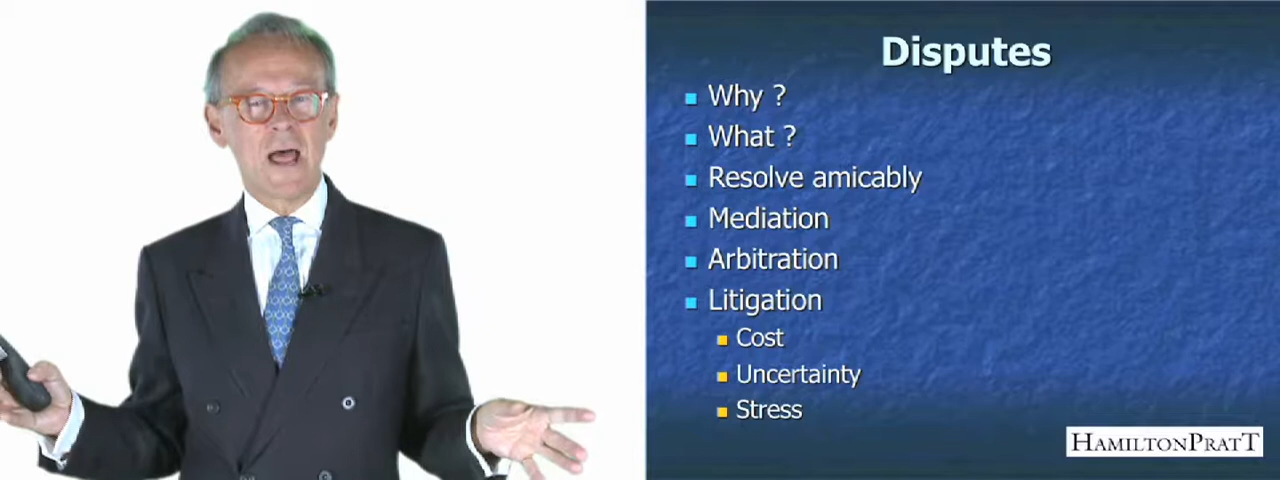 Disputes
Why ?
What ?
Resolve amicably
Mediation
Arbitration
Litigation
Cost
Uncertainty
Stress
HAMILTONPRATT